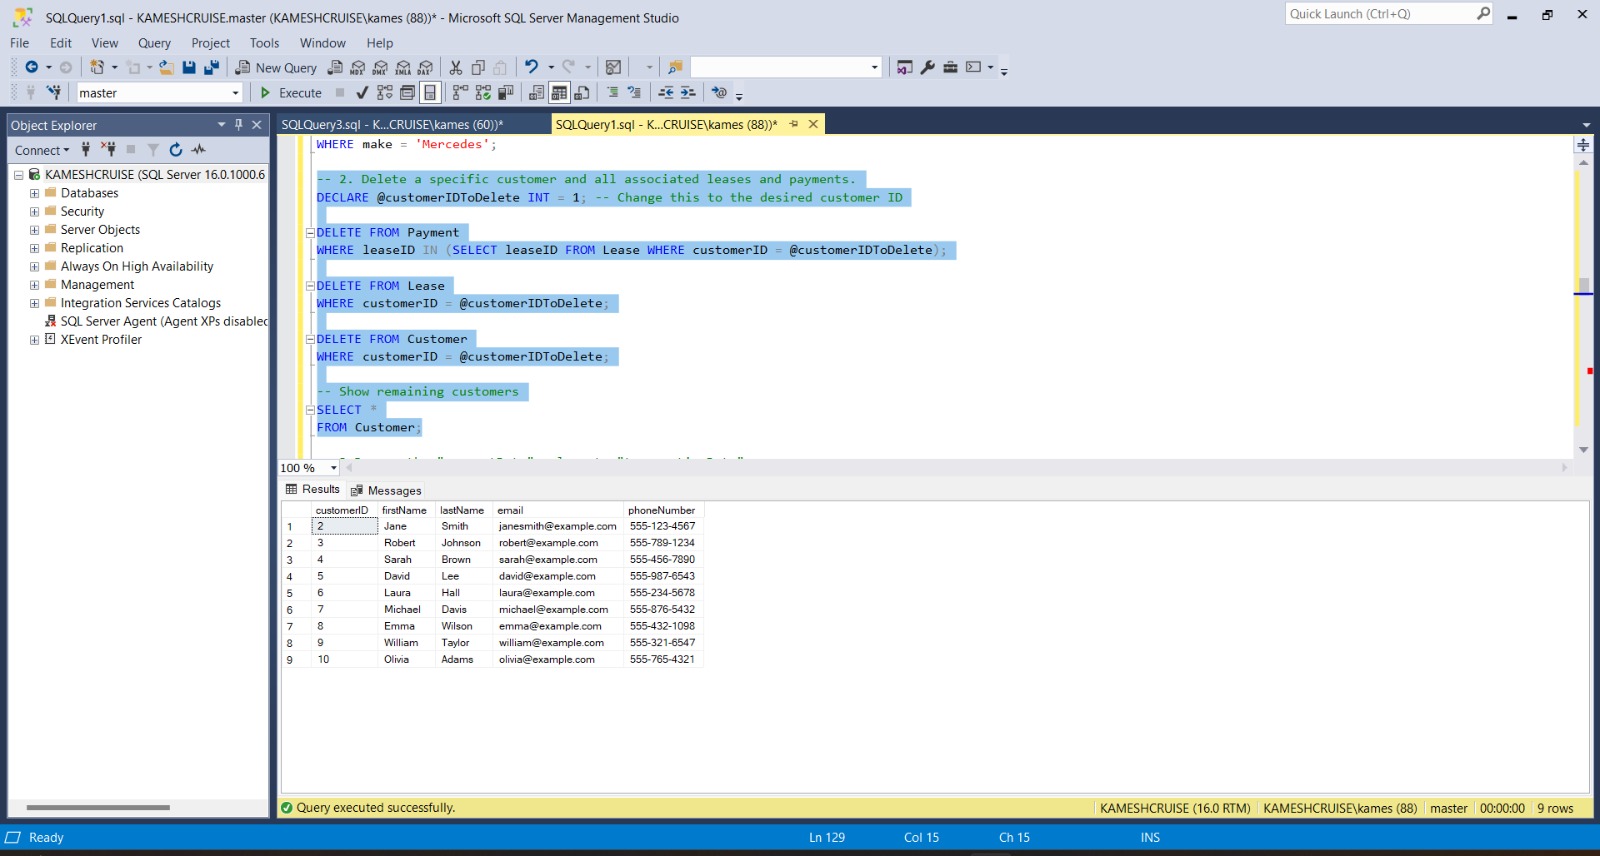 SQLQuery1.sql - KAMESHCRUISE.master (KAMESHCRUISE\kames (88))* - Microsoft SQL Server Management Studio
Quick Launch (Ctrl+Q)
File Edit View Query Project Tools Window Help
New Query MDX DMX XMLA DAX
master Execute
Object Explorer
Connect
KAMESHCRUISE (SQL Server 16.0.1000.6
Databases
Security
Server Objects
Replication
Always On High Availability
Management
Integration Services Catalogs
SQL Server Agent (Agent XPs disabled
XEvent Profiler
SQLQuery3.sql - K...CRUISE\kames (60))* SQLQuery1.sql - K...CRUISE\kames (88))*
WHERE make = 'Mercedes';
-- 2. Delete a specific customer and all associated leases and payments.
DECLARE @customerIDToDelete INT = 1; -- Change this to the desired customer ID
DELETE FROM Payment
WHERE leaseID IN (SELECT leaseID FROM Lease WHERE customerID = @customerIDToDelete);
DELETE FROM Lease
WHERE customerID = @customerIDToDelete;
DELETE FROM Customer
WHERE customerID = @customerIDToDelete;
-- Show remaining customers
SELECT *
FROM Customer;
100 %
Results Messages
customerID firstName lastName email phoneNumber
1 2 Jane Smith janesmith@example.com 555-123-4567
2 3 Robert Johnson robert@example.com 555-789-1234
3 4 Sarah Brown sarah@example.com 555-456-7890
4 5 David Lee david@example.com 555-987-6543
5 6 Laura Hall laura@example.com 555-234-5678
6 7 Michael Davis michael@example.com 555-876-5432
7 8 Emma Wilson emma@example.com 555-432-1098
8 9 William Taylor william@example.com 555-321-6547
9 10 Olivia Adams olivia@example.com 555-765-4321
Query executed successfully. KAMESHCRUISE (16.0 RTM) KAMESHCRUISE\kames (88) master 00:00:00 9 rows
Ready Ln 129 Col 15 Ch 15 INS